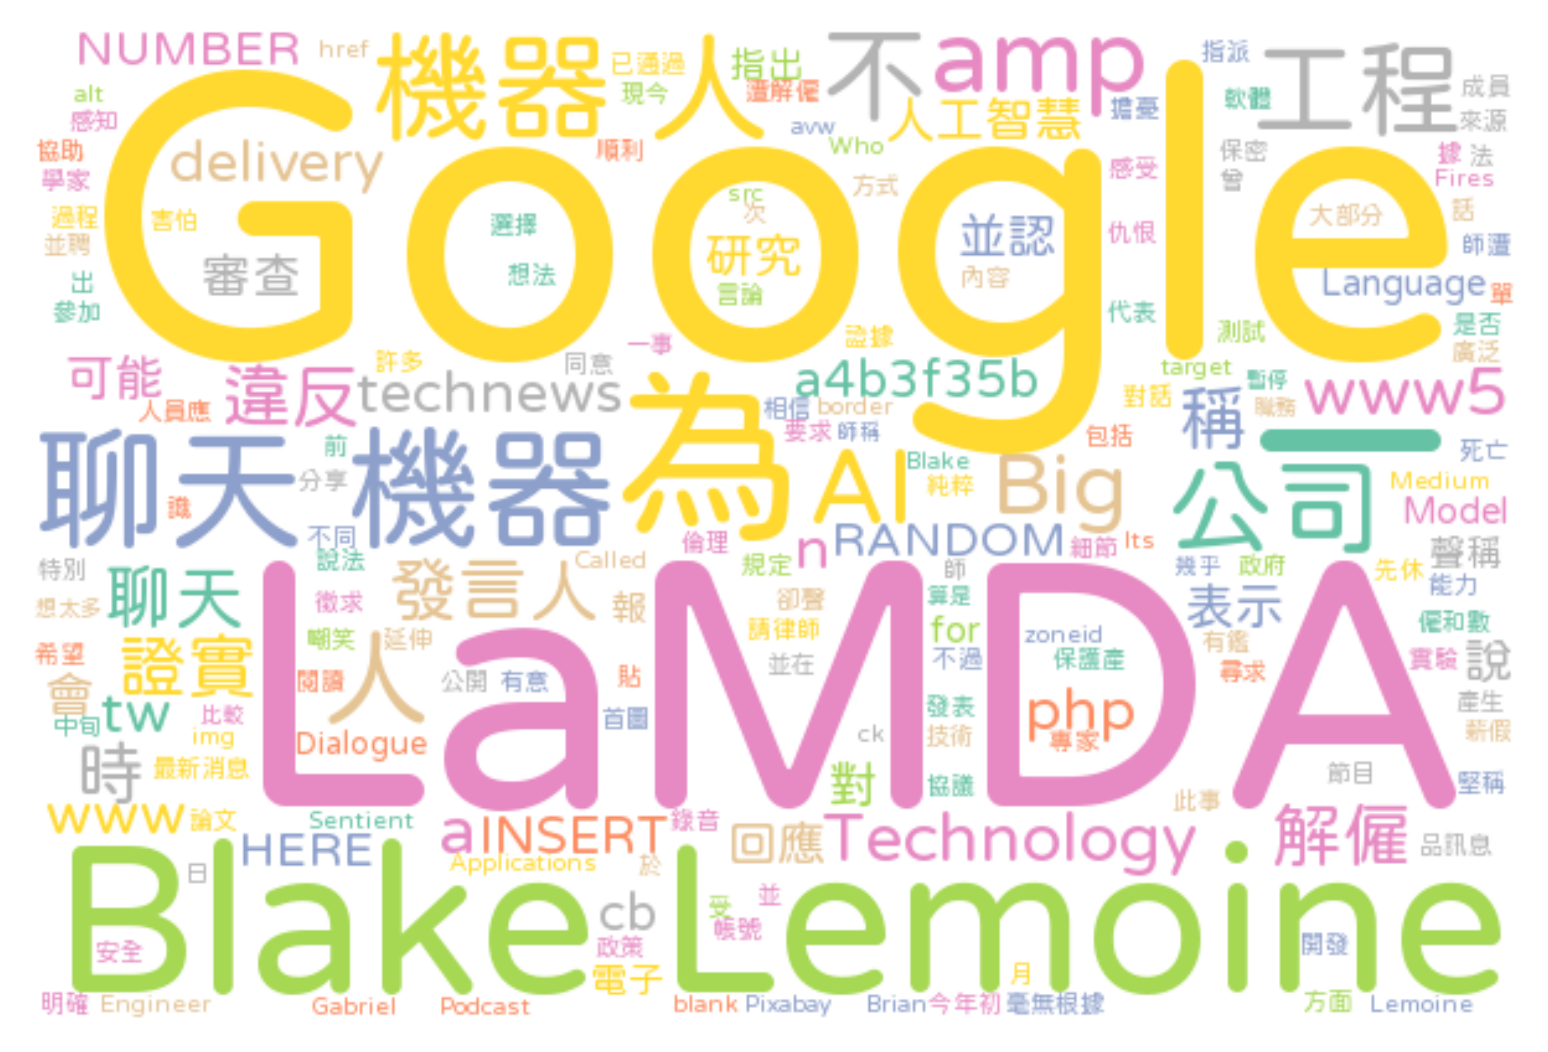 NUMBER href 機器人 已通過 指出 不 amp 指派 工程 成員
alt 現今 遭解僱 擔憂 軟體 來源
感知 avw 人工智慧
協助 delivery 順利 Who 感受 保密 據 法
學家 src 方式 曾 Fires
Google
過程 害怕 選擇 次 並認 仇恨 大部分 話
並聘 研究 師遭
審查 想法 內容 Language 單
出 言論
參加 代表 是否
一事 證據 測試 廣泛
可能 許多 同意 target 暫停
違反 technews 為 a4b3f35b 對話 稱 www5
人員應 相信 border 職務
前 要求 師稱 包括 一
聊天機器 分享 AI Blake Big 公司 死亡
識 純粹 Medium
不同 倫理 n RANDOM 細節 Its Model
說法 Called 規定 師 幾乎 政府 先休 聲稱
特別 聊天 發言人 能力
想太多 徵求 報 卻聲 算是 表示
嘲笑 延伸 請律師 for zoneid 僱和數
LaMDA
希望 證實 人 並在 不過 保護產 有鑑 實驗 說
會 閱讀 公開 有意 貼 尋求
中旬 tw 比較 首圖 發表 php 產生
img Dialogue ck 技術 專家 薪假
時 最新消息 對 協議 節目 堅稱
此事
www 論文 Sentient a INSERT 錄音 回應 Technology 解僱
HERE Applications 於 品訊息
日 並
Blake Lemoine
cb 受
安全 政策 帳號 開發
電子 月
明確 Engineer Gabriel Podcast blank Pixabay Brian 今年初 毫無根據 方面 Lemoine